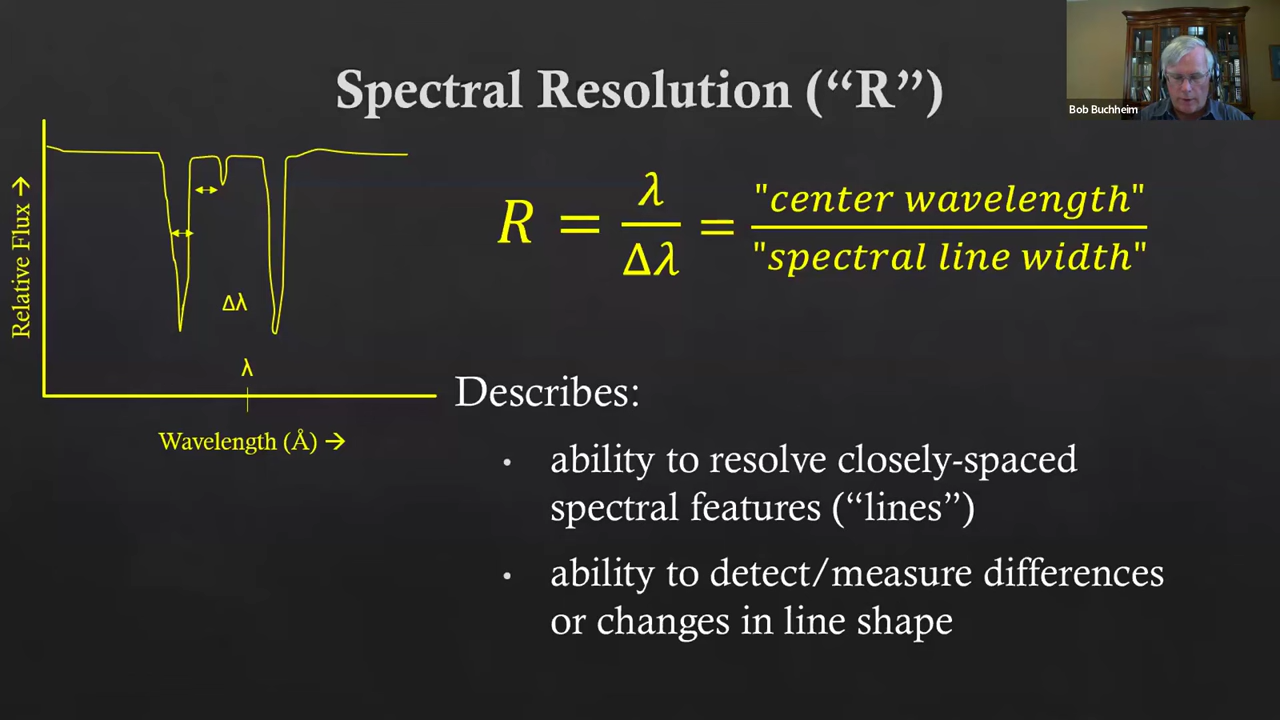 Spectral Resolution (“R”)
Bob Buchheim
Relative Flux →
Δλ
λ
Wavelength (Å) →
R = λ/Δλ = "center wavelength"/"spectral line width"
Describes:
• ability to resolve closely-spaced
spectral features (“lines”)
• ability to detect/measure differences
or changes in line shape